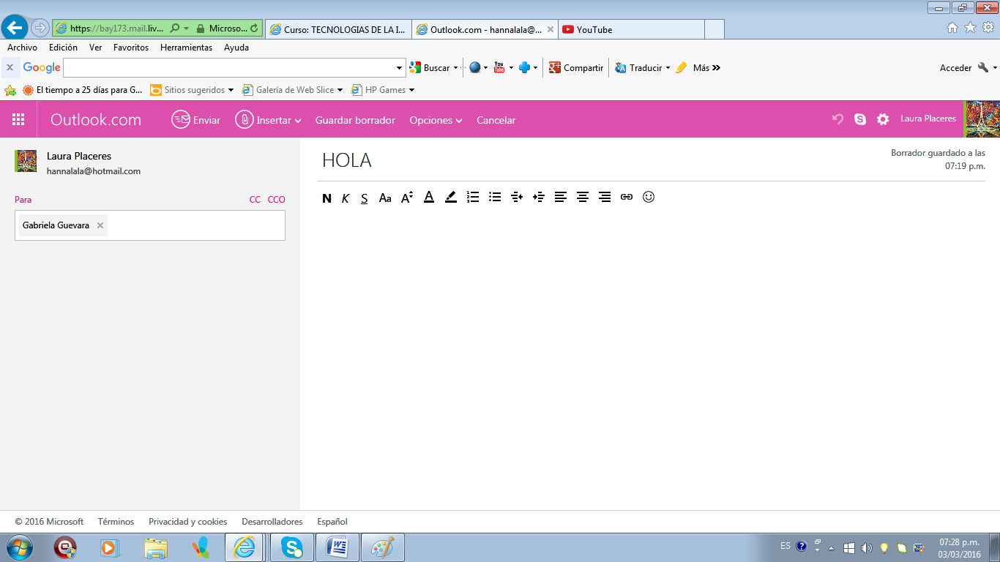 https://bay173.mail.liv... Microso... Curso: TECNOLOGIAS DE LA I... Outlook.com - hannalala@... YouTube
Archivo Edición Ver Favoritos Herramientas Ayuda
x Google Buscar You Tube Compartir Traducir Más Acceder
El tiempo a 25 días para G... Sitios sugeridos Galería de Web Slice HP Games
Outlook.com Enviar Insertar Guardar borrador Opciones Cancelar Laura Placeres
Laura Placeres
hannalala@hotmail.com
HOLA
Borrador guardado a las
07:19 p.m.
Para CC CCO
N K S Aa A A
Gabriela Guevara
© 2016 Microsoft Términos Privacidad y cookies Desarrolladores Español
ES 07:28 p.m.
03/03/2016